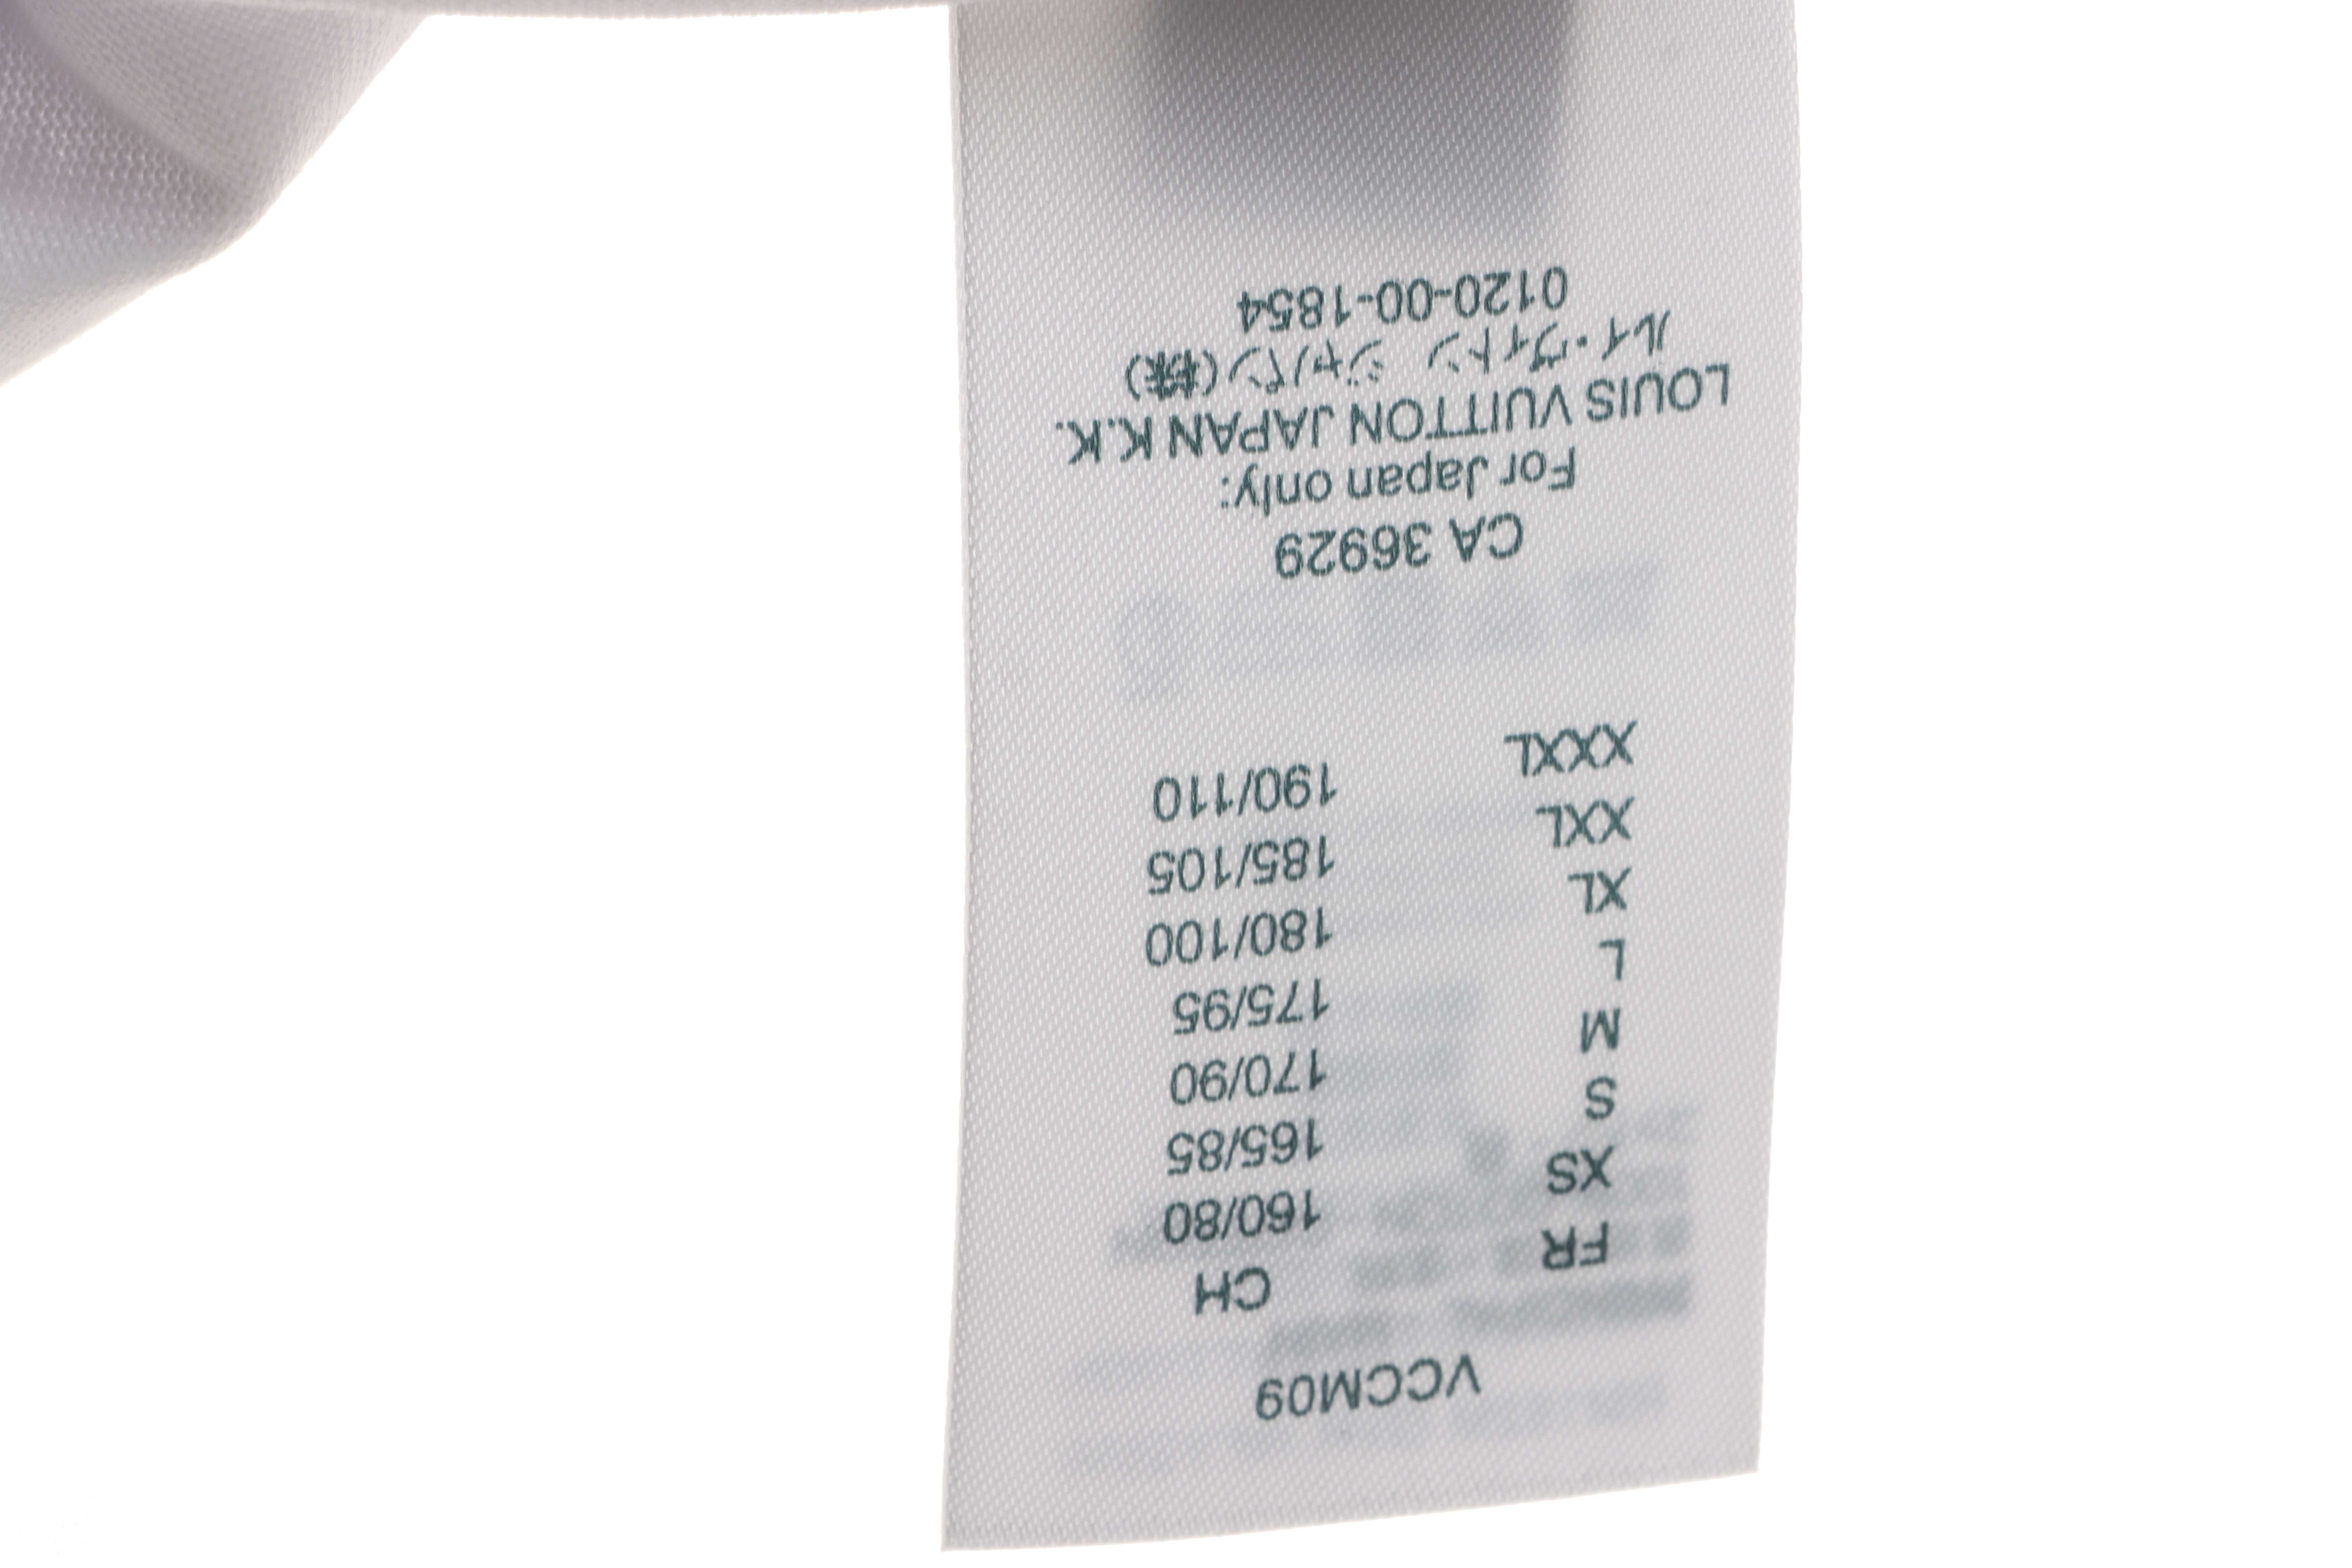 VCCM09
FR CH
XS 160/80
S 165/85
M 170/90
L 175/95
XL 180/100
XXL 185/105
XXXL 190/110
CA 36929
For Japan only:
LOUIS VUITTON JAPAN K.K.
ルイ・ヴィトン ジャパン(株)
0120-00-1854